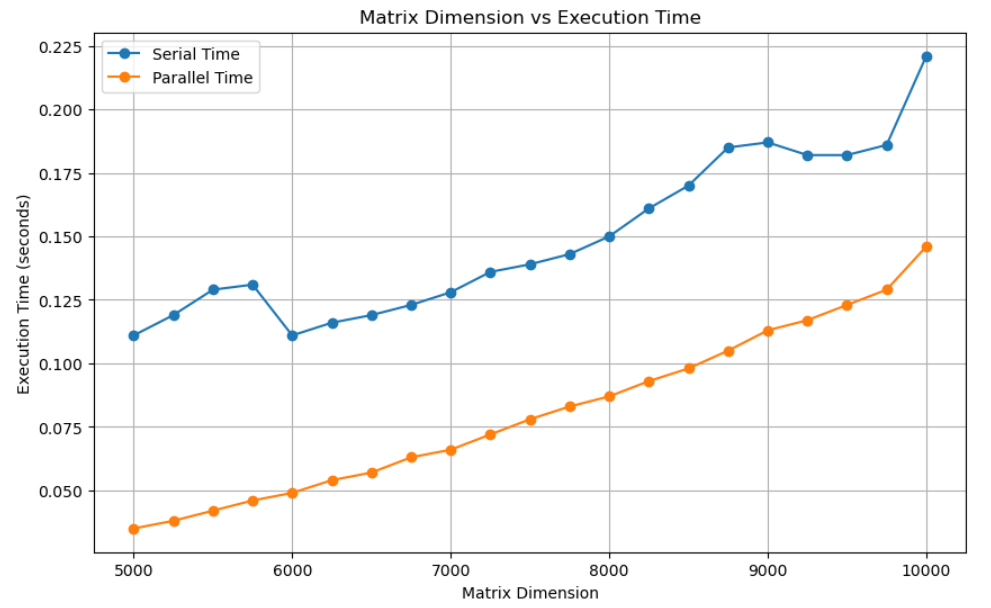 Matrix Dimension vs Execution Time
Serial Time
Parallel Time
Execution Time (seconds)
0.225
0.200
0.175
0.150
0.125
0.100
0.075
0.050
5000 6000 7000 8000 9000 10000
Matrix Dimension